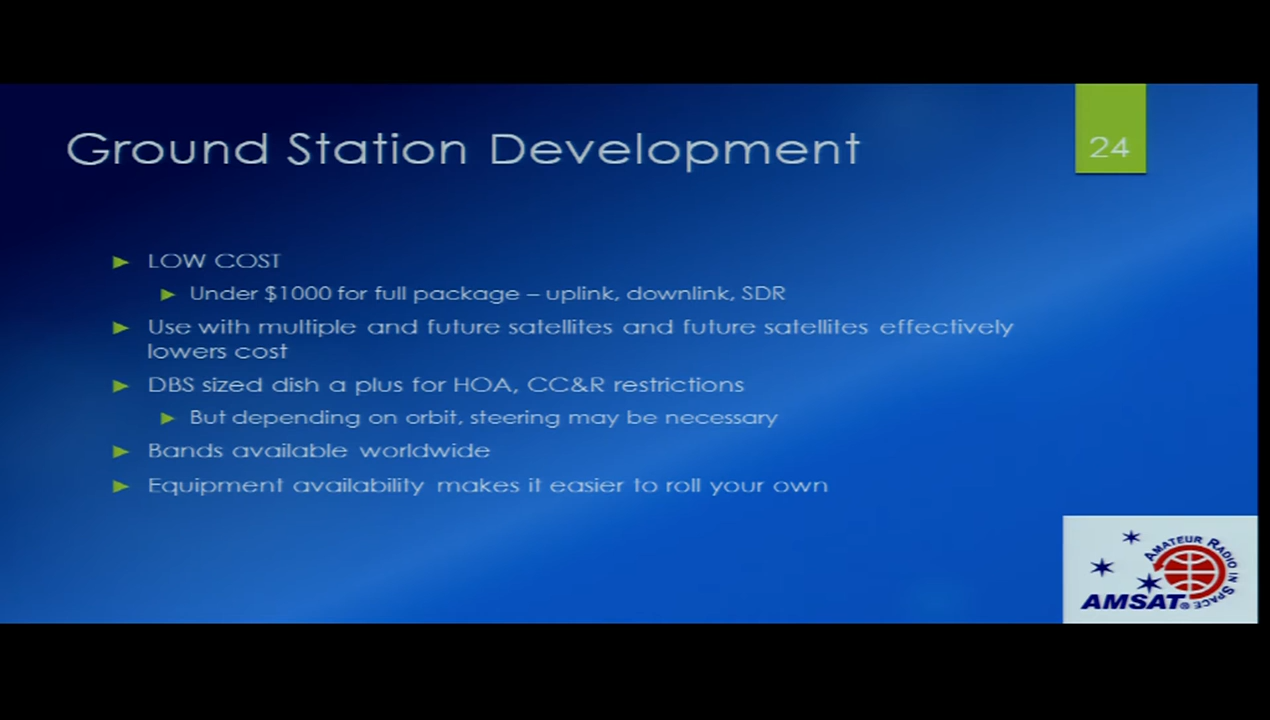 Ground Station Development
24
LOW COST
Under $1000 for full package – uplink, downlink, SDR
Use with multiple and future satellites and future satellites effectively
lowers cost
DBS sized dish a plus for HOA, CC&R restrictions
But depending on orbit, steering may be necessary
Bands available worldwide
Equipment availability makes it easier to roll your own
AMATEUR RADIO IN SPACE
AMSAT®